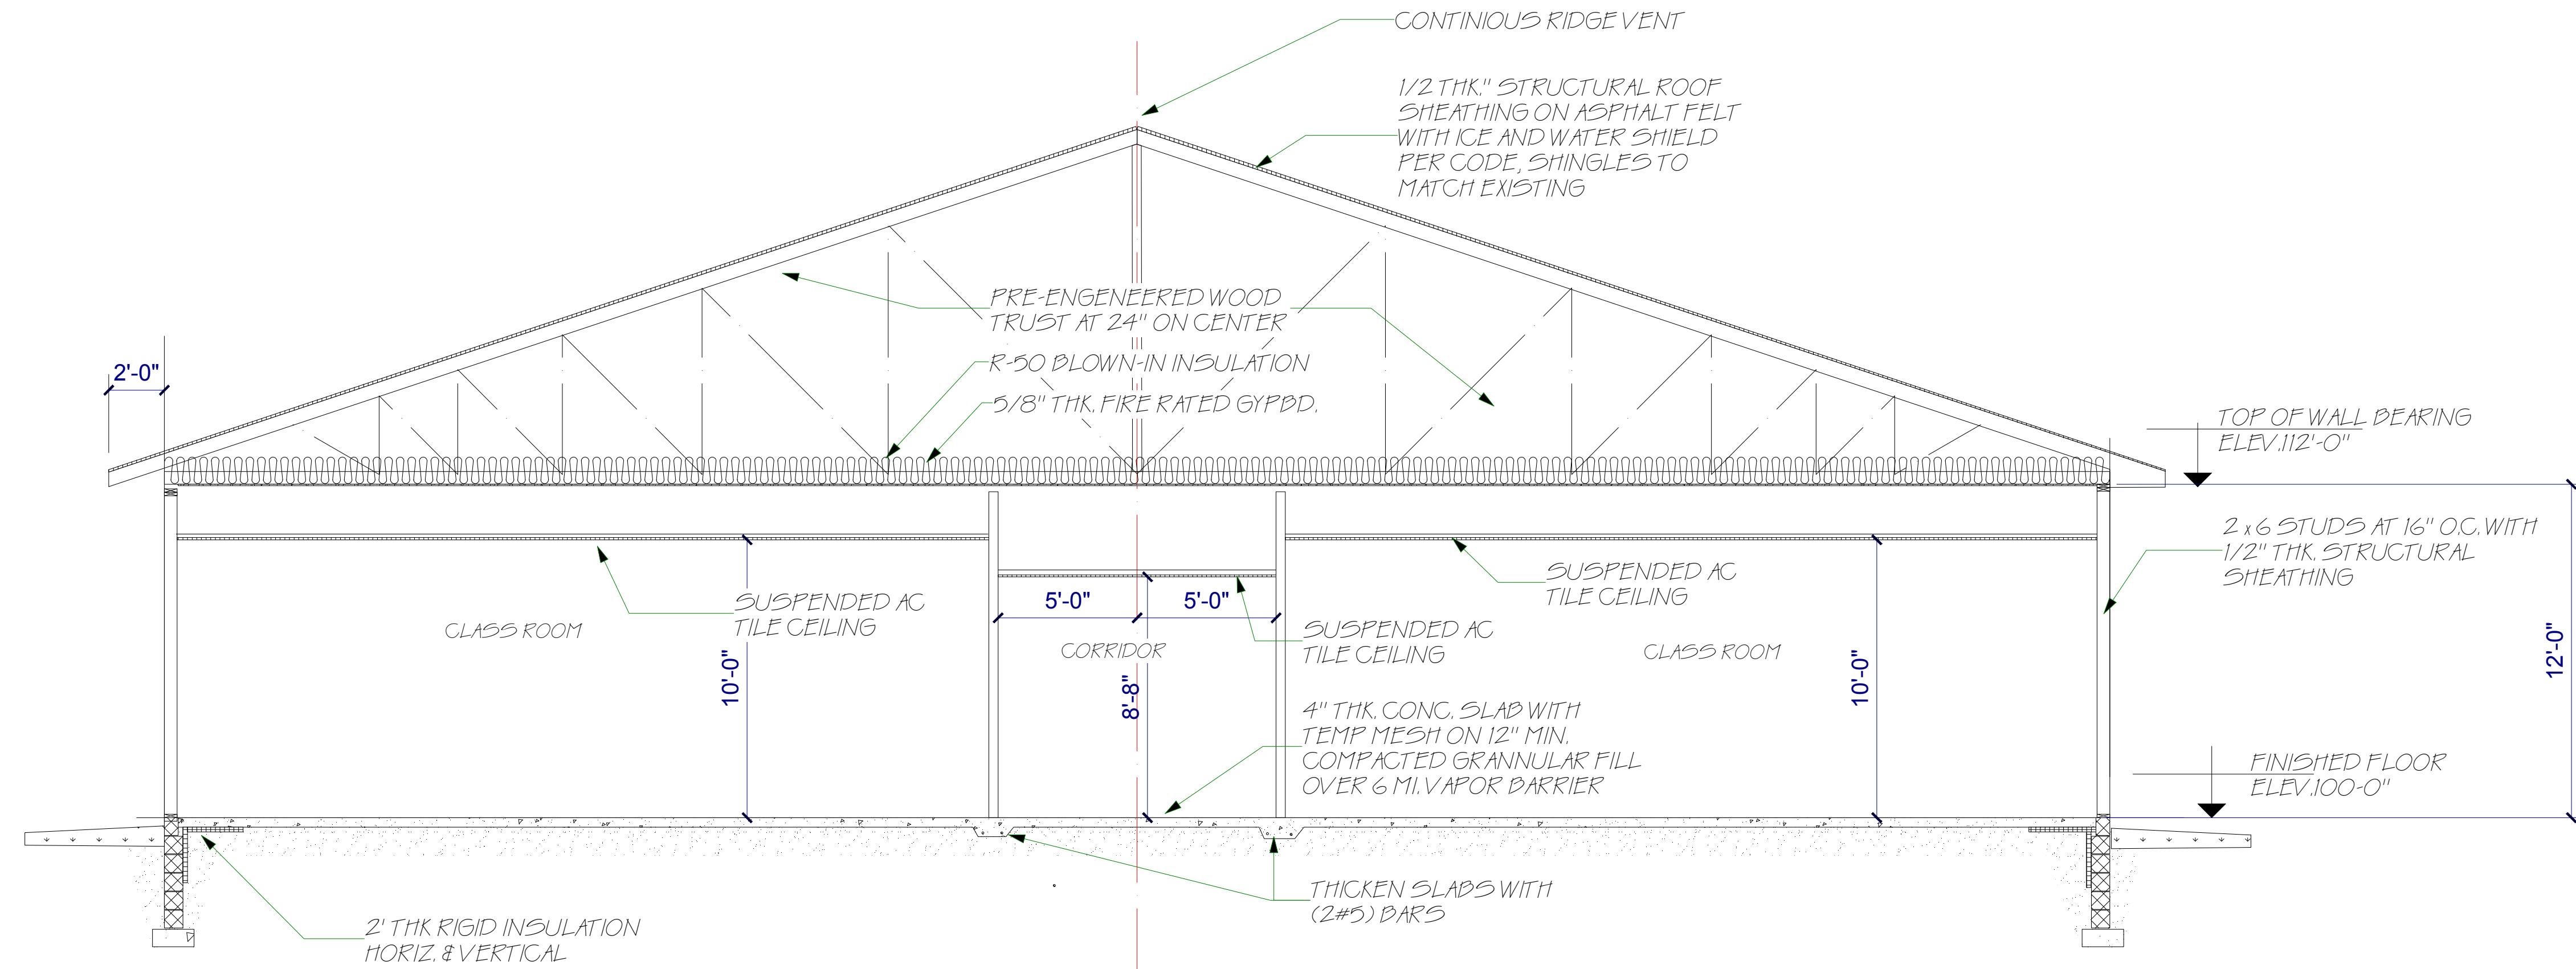 CONTINIOUS RIDGE VENT
1/2 THK." STRUCTURAL ROOF
SHEATHING ON ASPHALT FELT
WITH ICE AND WATER SHIELD
PER CODE, SHINGLES TO
MATCH EXISTING
PRE-ENGENEERED WOOD
TRUST AT 24" ON CENTER
R-50 BLOWN-IN INSULATION
5/8" THK. FIRE RATED GYPBD.
2'-0"
TOP OF WALL BEARING
ELEV.112'-0"
2 x 6 STUDS AT 16" O.C. WITH
1/2" THK. STRUCTURAL
SHEATHING
SUSPENDED AC
TILE CEILING
CLASS ROOM
10'-0"
5'-0"
5'-0"
CORRIDOR
8'-8"
SUSPENDED AC
TILE CEILING
SUSPENDED AC
TILE CEILING
CLASS ROOM
10'-0"
12'-0"
4" THK. CONC. SLAB WITH
TEMP MESH ON 12" MIN.
COMPACTED GRANNULAR FILL
OVER 6 MI. VAPOR BARRIER
FINISHED FLOOR
ELEV.100-0"
THICKEN SLABS WITH
(2#5) BARS
2' THK RIGID INSULATION
HORIZ. & VERTICAL